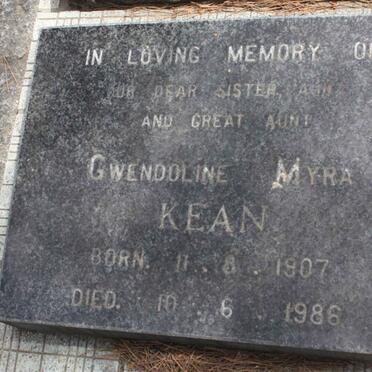 IN LOVING MEMORY OF
OUR DEAR SISTER, AUNT
AND GREAT AUNT
GWENDOLINE MYRA
KEAN
BORN. 11. 8. 1907
DIED. 10. 6. 1986